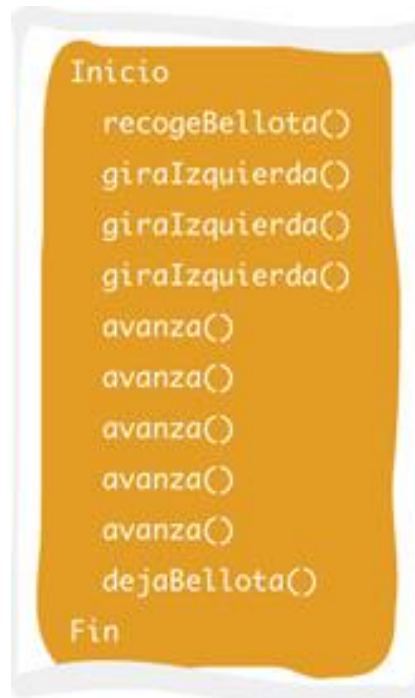 Inicio
recogeBellota()
giraIzquierda()
giraIzquierda()
giraIzquierda()
avanza()
avanza()
avanza()
avanza()
avanza()
dejaBellota()
Fin